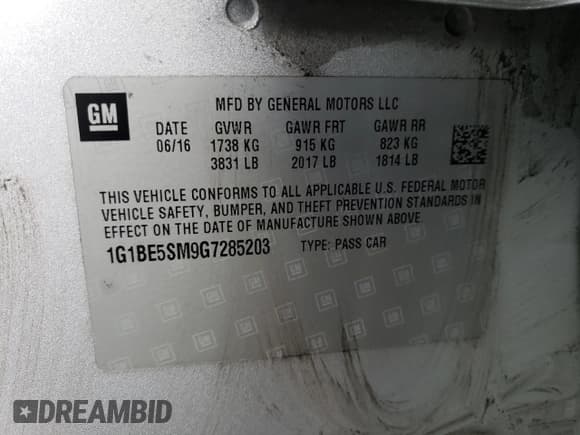 GM
MFD BY GENERAL MOTORS LLC
DATE GVWR GAWR FRT GAWR RR
06/16 1738 KG 915 KG 823 KG
3831 LB 2017 LB 1814 LB
THIS VEHICLE CONFORMS TO ALL APPLICABLE U.S. FEDERAL MOTOR
VEHICLE SAFETY, BUMPER, AND THEFT PREVENTION STANDARDS IN
EFFECT ON THE DATE OF MANUFACTURE SHOWN ABOVE.
1G1BE5SM9G7285203 TYPE: PASS CAR
DREAMBID